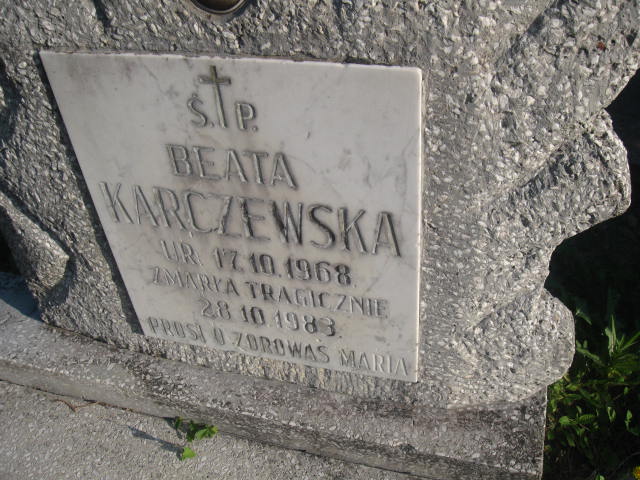 Ś.P.
BEATA
KARCZEWSKA
UR. 17.10.1968
ZMARŁA TRAGICZNIE
28.10.1983
PROSI O ZDROWAŚ MARIA